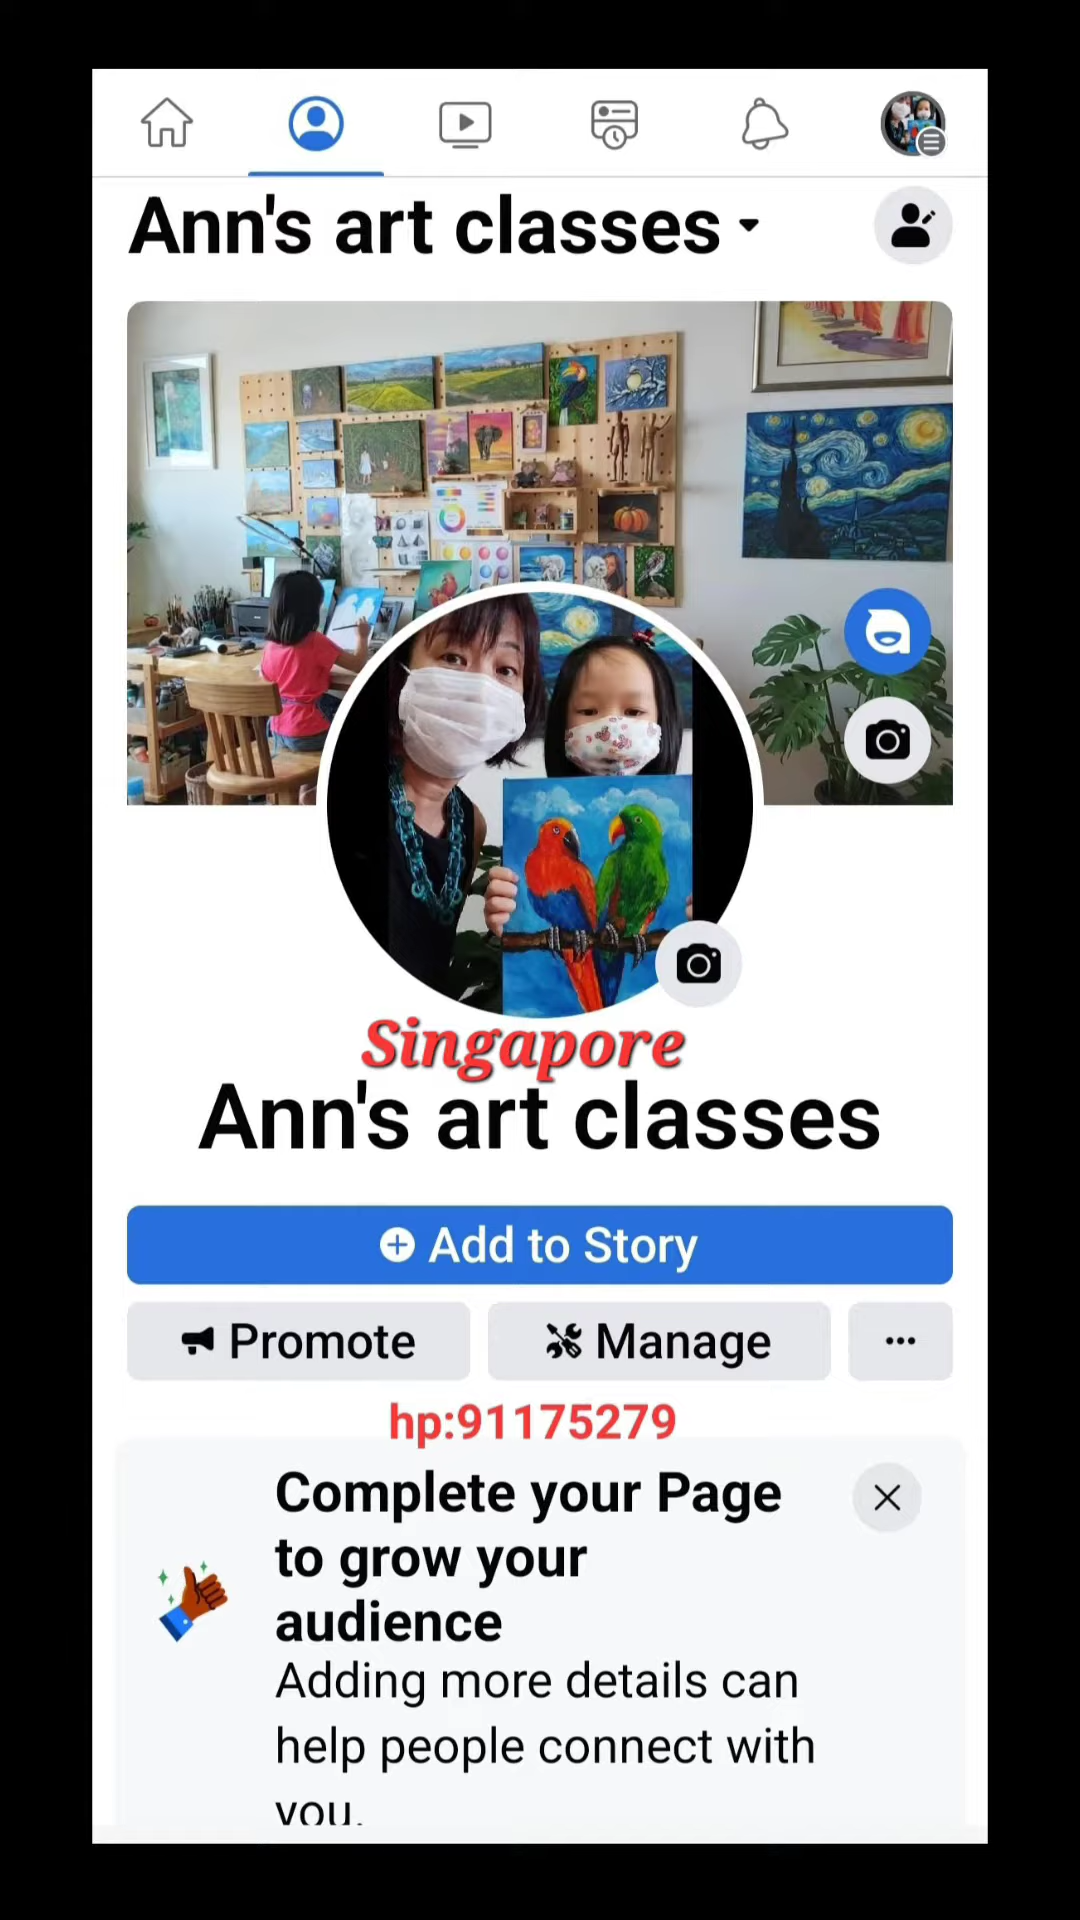 Ann's art classes
Singapore
Ann's art classes
Add to Story
Promote
Manage
hp:91175279
Complete your Page
to grow your
audience
Adding more details can
help people connect with
you.